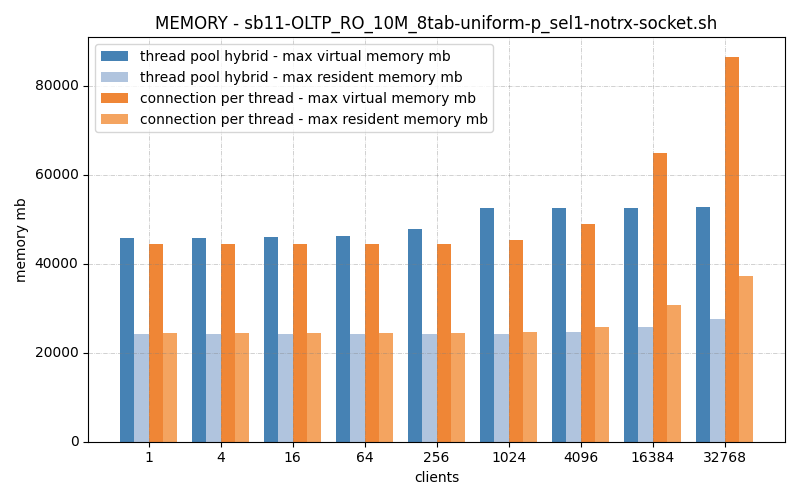 MEMORY - sb11-OLTP_RO_10M_8tab-uniform-p_sel1-notrx-socket.sh
thread pool hybrid - max virtual memory mb
thread pool hybrid - max resident memory mb
connection per thread - max virtual memory mb
connection per thread - max resident memory mb
memory mb
80000
60000
40000
20000
0
1 4 16 64 256 1024 4096 16384 32768
clients